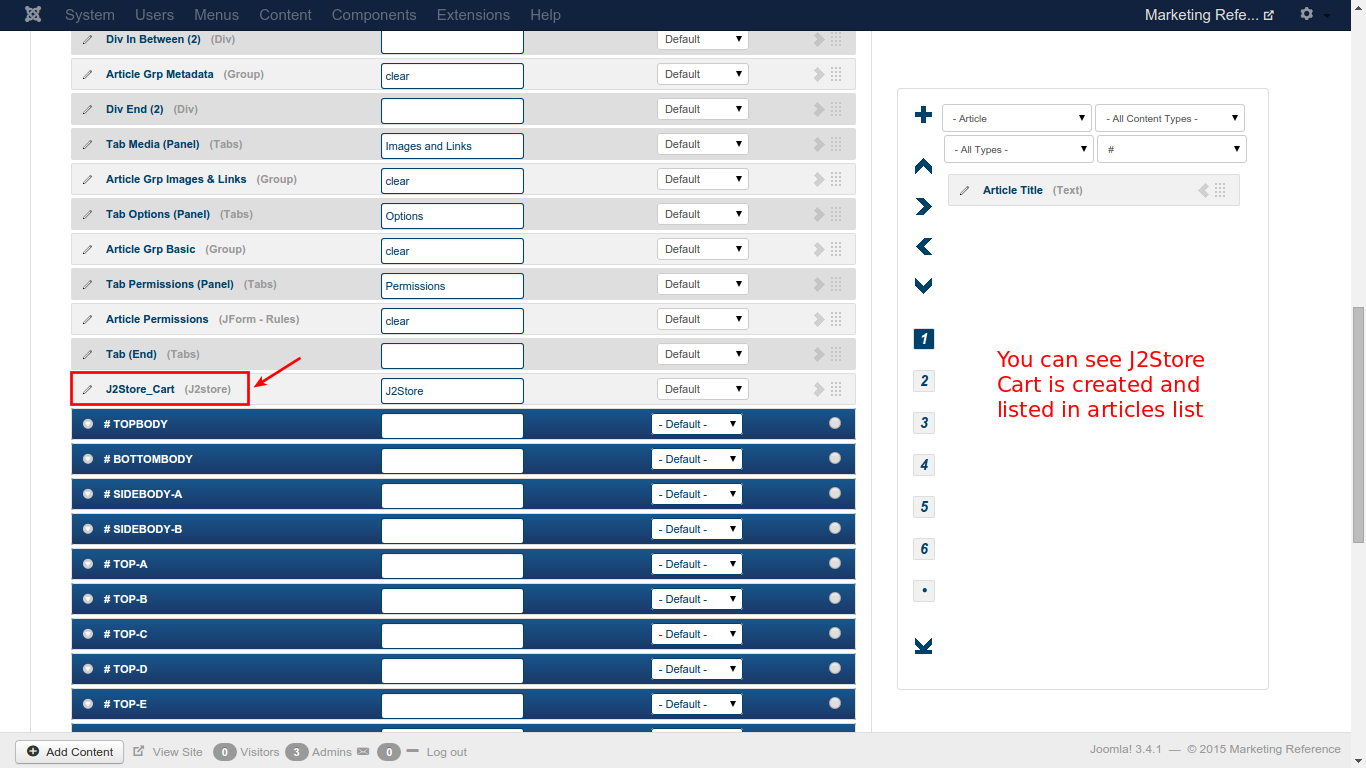 System Users Menus Content Components Extensions Help Marketing Refe...
Div In Between (2) (Div) Default
Article Grp Metadata (Group) clear Default
Div End (2) (Div) Default
Tab Media (Panel) (Tabs) Images and Links Default
Article Grp Images & Links (Group) clear Default
Tab Options (Panel) (Tabs) Options Default
Article Grp Basic (Group) clear Default
Tab Permissions (Panel) (Tabs) Permissions Default
Article Permissions (JForm - Rules) clear Default
Tab (End) (Tabs) Default
J2Store_Cart (J2store) J2Store Default
# TOPBODY - Default -
# BOTTOMBODY - Default -
# SIDEBODY-A - Default -
# SIDEBODY-B - Default -
# TOP-A - Default -
# TOP-B - Default -
# TOP-C - Default -
# TOP-D - Default -
# TOP-E - Default -
- Article - All Content Types -
- All Types - #
Article Title (Text)
1
2
3
4
5
6
You can see J2Store
Cart is created and
listed in articles list
Add Content View Site 0 Visitors 3 Admins 0 Log out
Joomla! 3.4.1 — © 2015 Marketing Reference